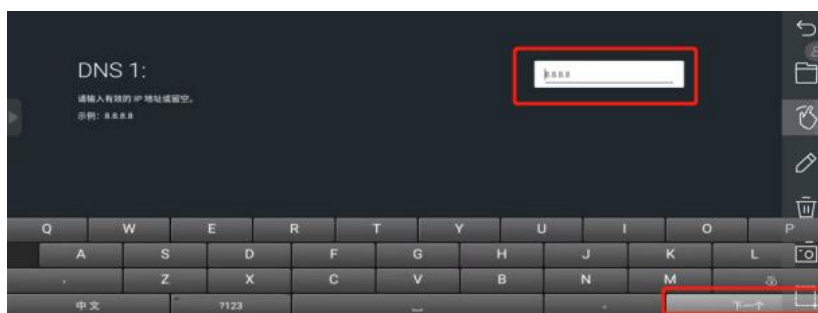 DNS 1:
8.8.8.8
请输入有效的 IP 地址或留空。
示例：8.8.8.8
Q W E R T Y U I O P
A S D F G H J K L
Z X C V B N M
中文 ?123 下一个